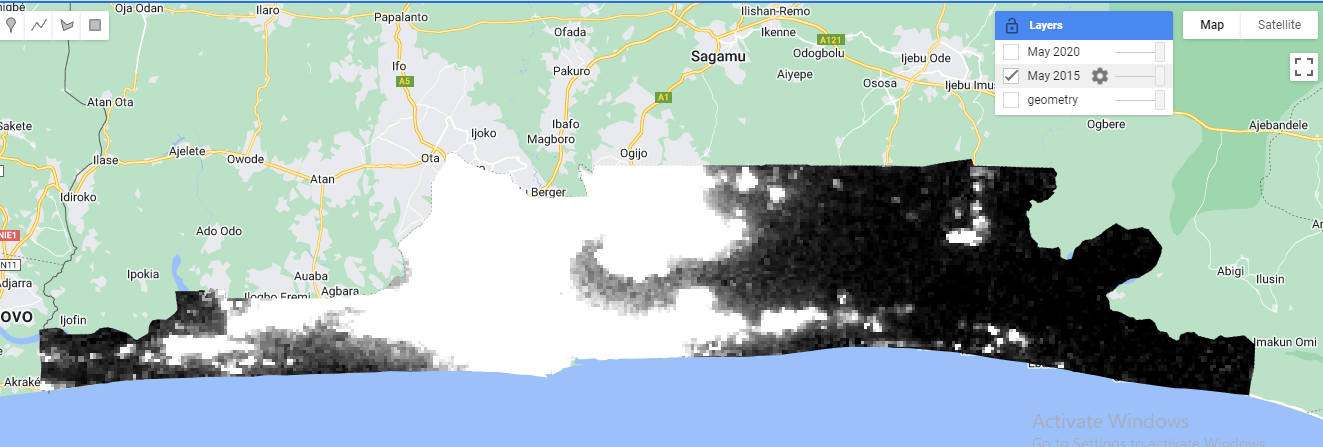 nigbé
Oja Odan
Ilaro
Papalanto
Ilishan-Remo
Ofada
Ikenne
A121
Sagamu
Odogbolu
Ijebu Ode
Ifo
Pakuro
Aiyepe
A5
Ososa
Ijebu Imus
Atan Ota
A1
Sakete
Ibafo
Ogbere
Ajebandele
Ijoko
Magboro
Ajelete
Owode
Ota
Ogijo
Ilase
Atan
Berger
Idiroko
NIE1
Ado Odo
N11
Adjarra
Ipokia
Auaba
Agbara
Abigi
Ilusin
Ilogbo Eremi
OVO
Ijofin
Imakun Omi
Akraké
Layers
May 2020
May 2015
geometry
Map
Satellite
Activate Windows
Go to Settings to activate Windows